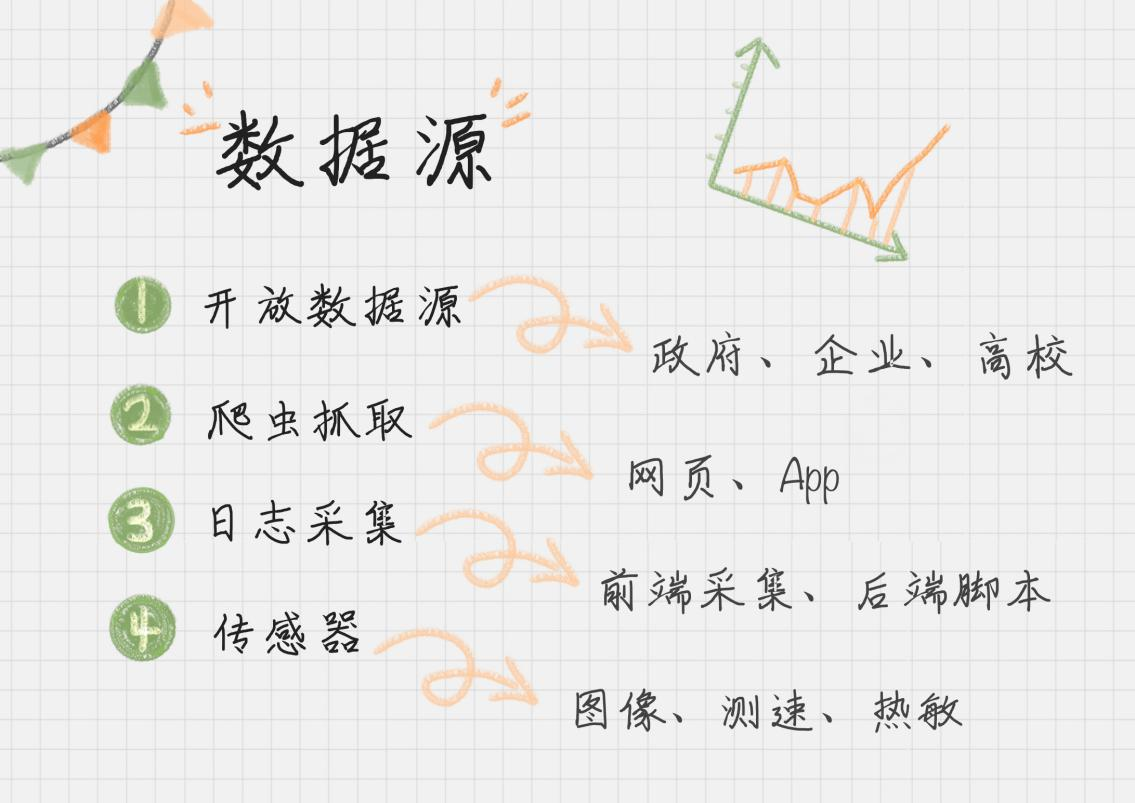 数据源
1 开放数据源
政府、企业、高校
2 爬虫抓取
网页、App
3 日志采集
前端采集、后端脚本
4 传感器
图像、测速、热敏